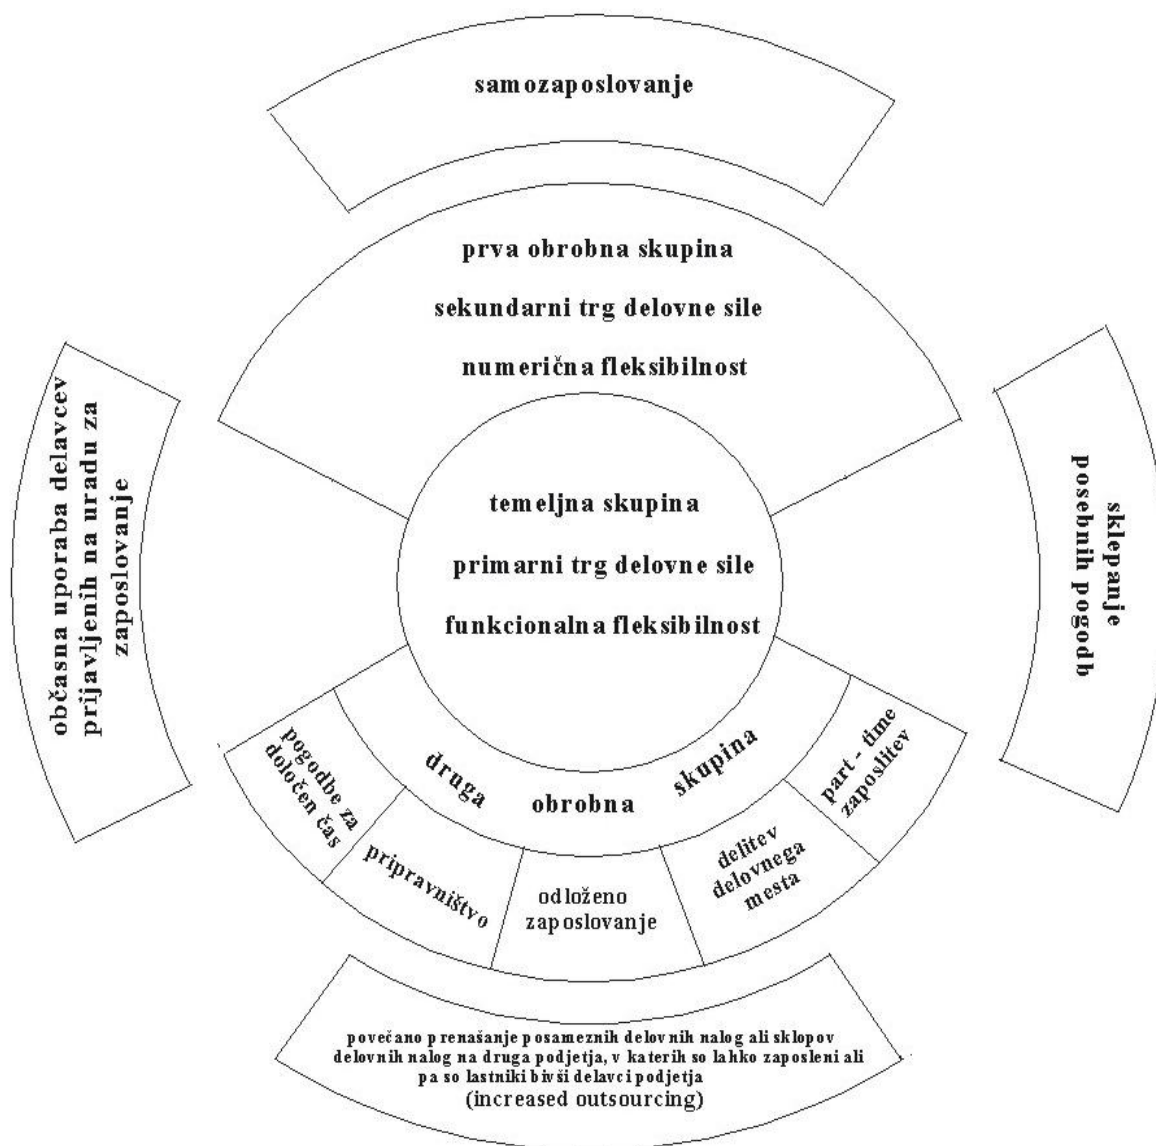 samozaposlovanje
prva obrobna skupina
sekundarni trg delovne sile
numerična fleksibilnost
občasna uporaba delavcev
prijavljenih na uradu za
zaposlovanje
temeljna skupina
primarni trg delovne sile
funkcionalna fleksibilnost
sklepanje
posebnih pogodb
druga
obrobna
skupina
pogodbe za
določen čas
pripravništvo
odloženo
zaposlovanje
delitev
delovnega
mesta
part - time
zaposlitev
povečano prenašanje posameznih delovnih nalog ali sklopov
delovnih nalog na druga podjetja, v katerih so lahko zaposleni ali
pa so lastniki bivši delavci podjetja
(increased outsourcing)